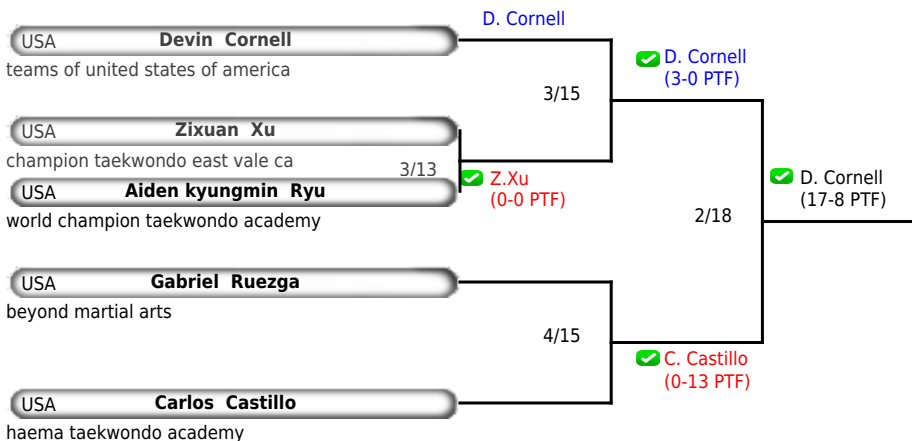 D. Cornell
USA Devin Cornell
teams of united states of america
D. Cornell
(3-0 PTF)
3/15
USA Zixuan Xu
champion taekwondo east vale ca
3/13
Z.Xu
(0-0 PTF)
USA Aiden kyungmin Ryu
world champion taekwondo academy
D. Cornell
(17-8 PTF)
2/18
USA Gabriel Ruezga
beyond martial arts
4/15
C. Castillo
(0-13 PTF)
USA Carlos Castillo
haema taekwondo academy